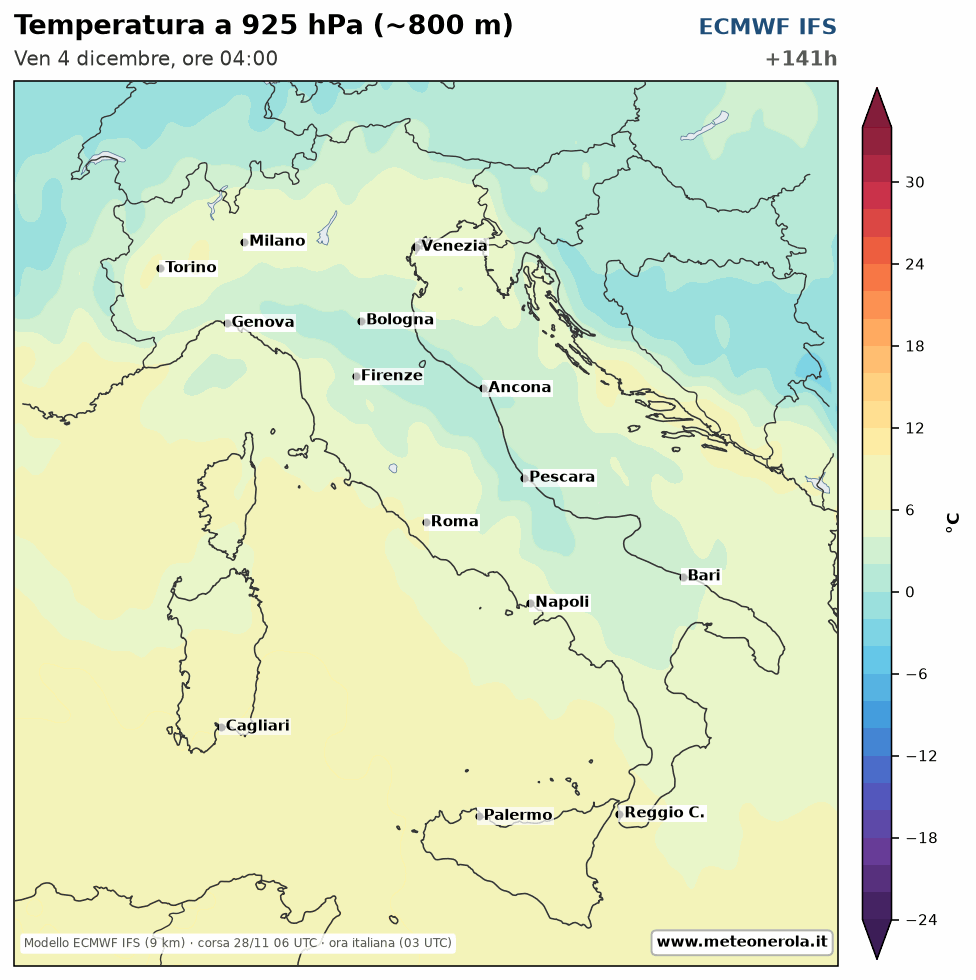 Temperatura a 925 hPa (~800 m)
ECMWF IFS
Ven 4 dicembre, ore 04:00
+141h
Milano
Venezia
Torino
Genova
Bologna
Firenze
Ancona
Pescara
Roma
Bari
Napoli
Cagliari
Palermo
Reggio C.
30
24
18
12
6
0
−6
−12
−18
−24
°C
Modello ECMWF IFS (9 km) · corsa 28/11 06 UTC · ora italiana (03 UTC)
www.meteonerola.it